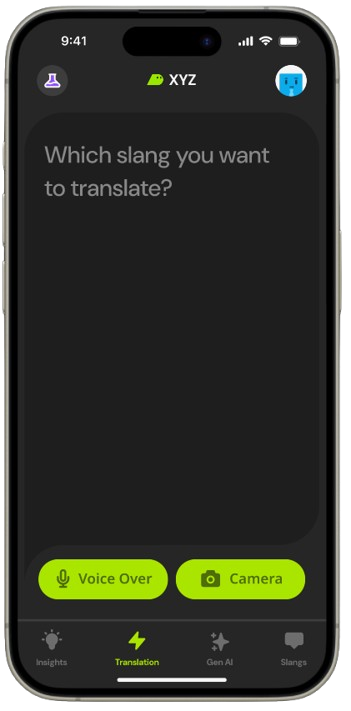 9:41
XYZ
Which slang you want
to translate?
Voice Over
Camera
Insights
Translation
Gen AI
Slangs